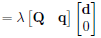 = λ [Q q] [d
0]